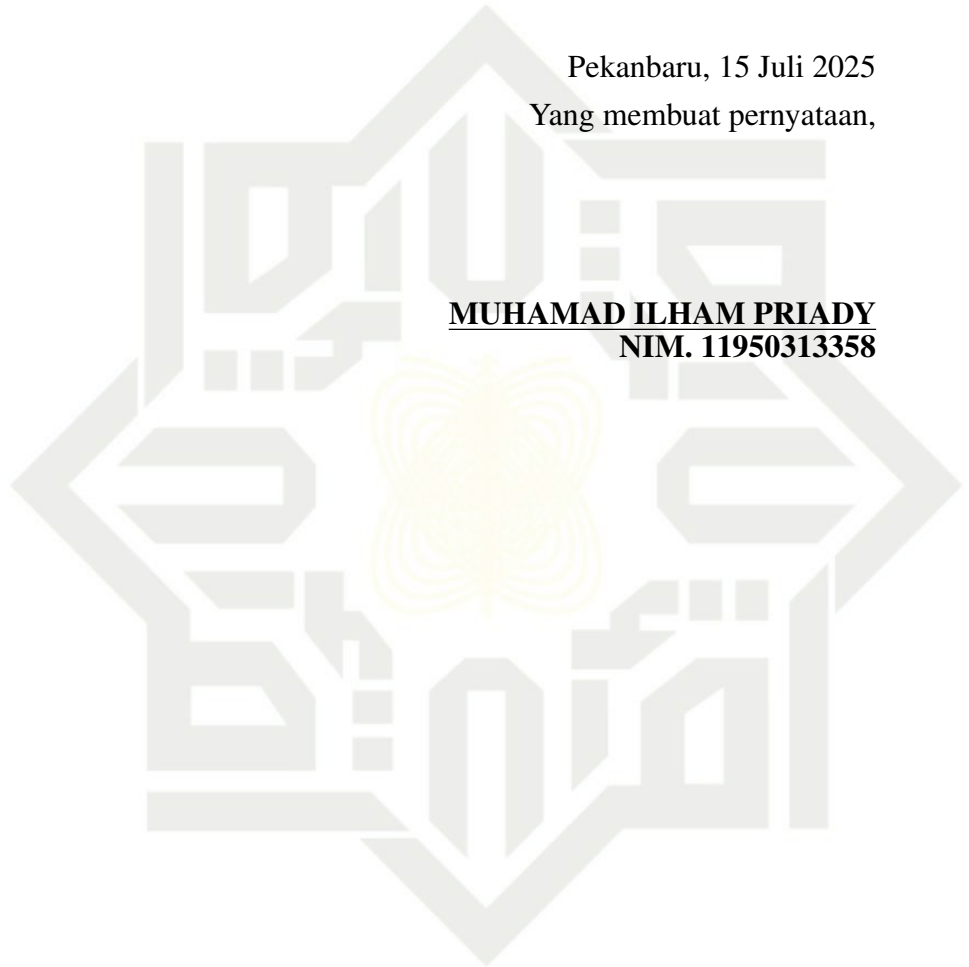 Pekanbaru, 15 Juli 2025
Yang membuat pernyataan,
MUHAMAD ILHAM PRIADY
NIM. 11950313358